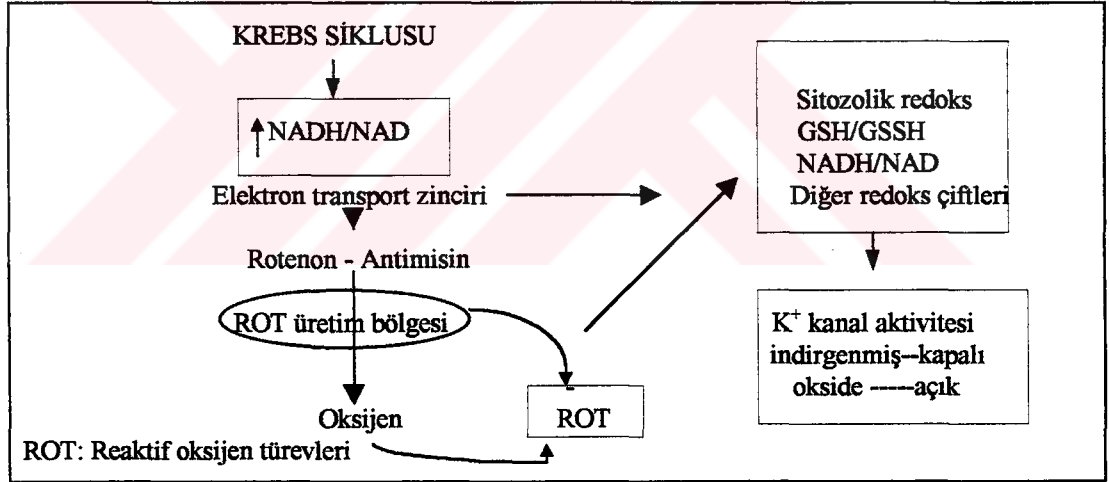 KREBS SİKLUSU
NADH/NAD
Elektron transport zinciri
Rotenon - Antimisin
ROT üretim bölgesi
Oksijen
ROT
ROT: Reaktif oksijen türevleri
Sitozolik redoks
GSH/GSSH
NADH/NAD
Diğer redoks çiftleri
K⁺ kanal aktivitesi
indirgenmiş--kapalı
okside -----açık